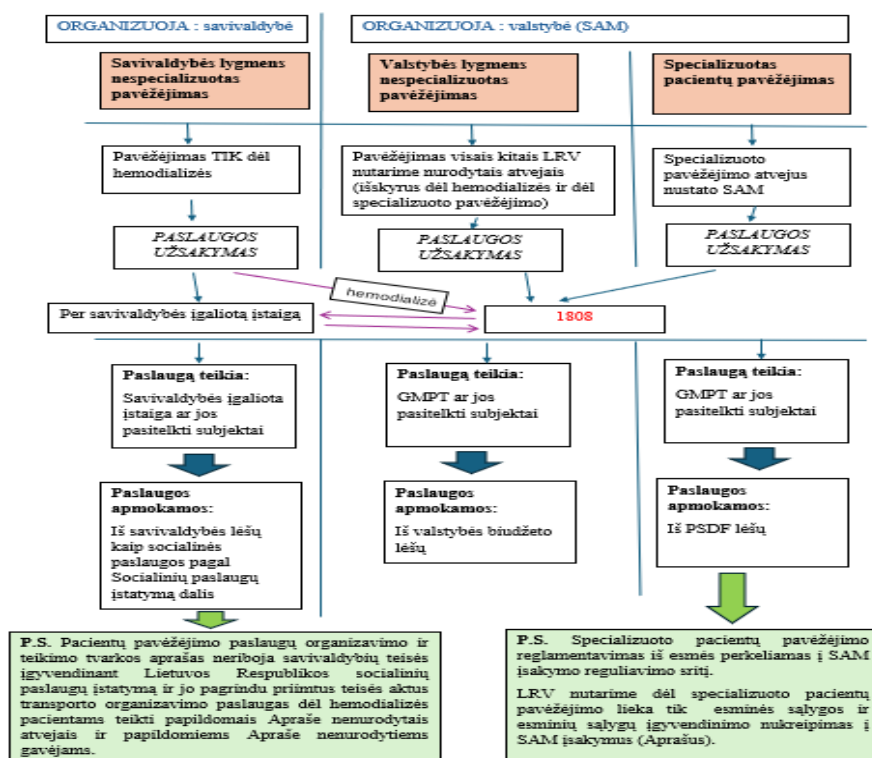 ORGANIZUOJA : savivaldybė
ORGANIZUOJA : valstybė (SAM)
Savivaldybės lygmens
nespecializuotas
pavėžėjimas
Valstybės lygmens
nespecializuotas
pavėžėjimas
Specializuotas
pacientų pavėžėjimas
Pavėžėjimas TIK dėl
hemodializės
Pavėžėjimas visais kitais LRV
nutarime nurodytais atvejais
(išskyrus dėl hemodializės ir dėl
specializuoto pavėžėjimo)
Specializuoto
pavėžėjimo atvejus
nustato SAM
PASLAUGOS
UŽSAKYMAS
PASLAUGOS
UŽSAKYMAS
PASLAUGOS
UŽSAKYMAS
hemodializė
Per savivaldybės įgaliotą įstaigą
1808
Paslaugą teikia:
Savivaldybės įgaliota
įstaiga ar jos
pasitelkti subjektai
Paslaugą teikia:
GMPT ar jos
pasitelkti subjektai
Paslaugą teikia:
GMPT ar jos
pasitelkti subjektai
Paslaugos
apmokamos:
Iš savivaldybės lėšų
kaip socialinės
paslaugos pagal
Socialinių paslaugų
įstatymą dalis
Paslaugos
apmokamos:
Iš valstybės biudžeto
lėšų
Paslaugos
apmokamos:
Iš PSDF lėšų
P.S. Pacientų pavėžėjimo paslaugų organizavimo ir
teikimo tvarkos aprašas neriboja savivaldybių teisės
įgyvendinant Lietuvos Respublikos socialinių
paslaugų įstatymą ir jo pagrindu priimtus teisės aktus
transporto organizavimo paslaugas dėl hemodializės
pacientams teikti papildomais Apraše nenurodytais
atvejais ir papildomiems Apraše nenurodytiems
gavėjams.
P.S. Specializuoto pacientų pavėžėjimo
reglamentavimas iš esmės perkeliamas į SAM
įsakymo reguliavimo sritį.
LRV nutarime dėl specializuoto pacientų
pavėžėjimo lieka tik esminės sąlygos ir
esminių sąlygų įgyvendinimo nukreipimas į
SAM įsakymus (Aprašus).